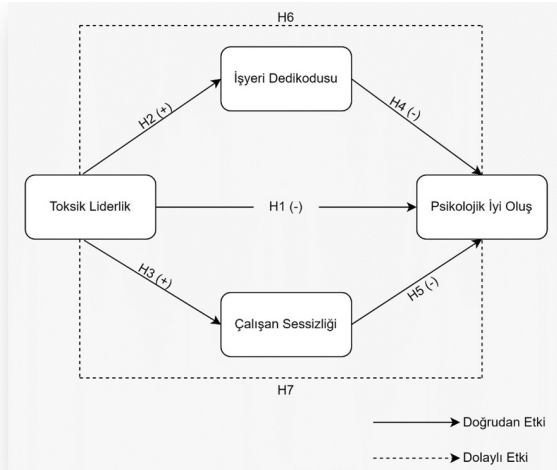 H6
İşyeri Dedikodusu
H2 (+)
H4 (-)
Toksik Liderlik
H1 (-)
Psikolojik İyi Oluş
H3 (+)
H5 (-)
Çalışan Sessizliği
H7
Doğrudan Etki
Dolaylı Etki